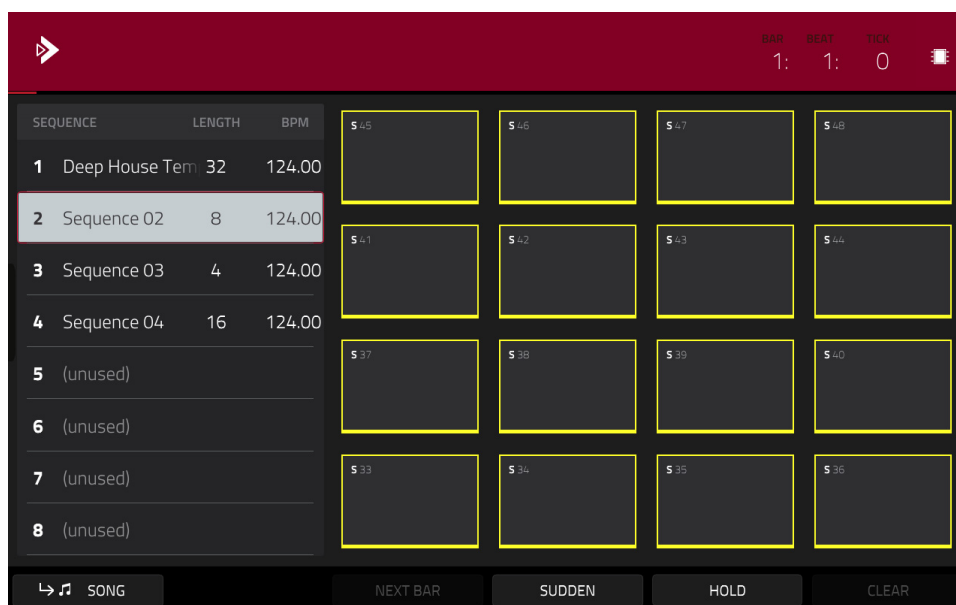 BAR BEAT TICK
1: 1: 0
SEQUENCE LENGTH BPM
1 Deep House Tem 32 124.00
2 Sequence 02 8 124.00
3 Sequence 03 4 124.00
4 Sequence 04 16 124.00
5 (unused)
6 (unused)
7 (unused)
8 (unused)
S 45 S 46 S 47 S 48
S 41 S 42 S 43 S 44
S 37 S 38 S 39 S 40
S 33 S 34 S 35 S 36
SONG NEXT BAR SUDDEN HOLD CLEAR